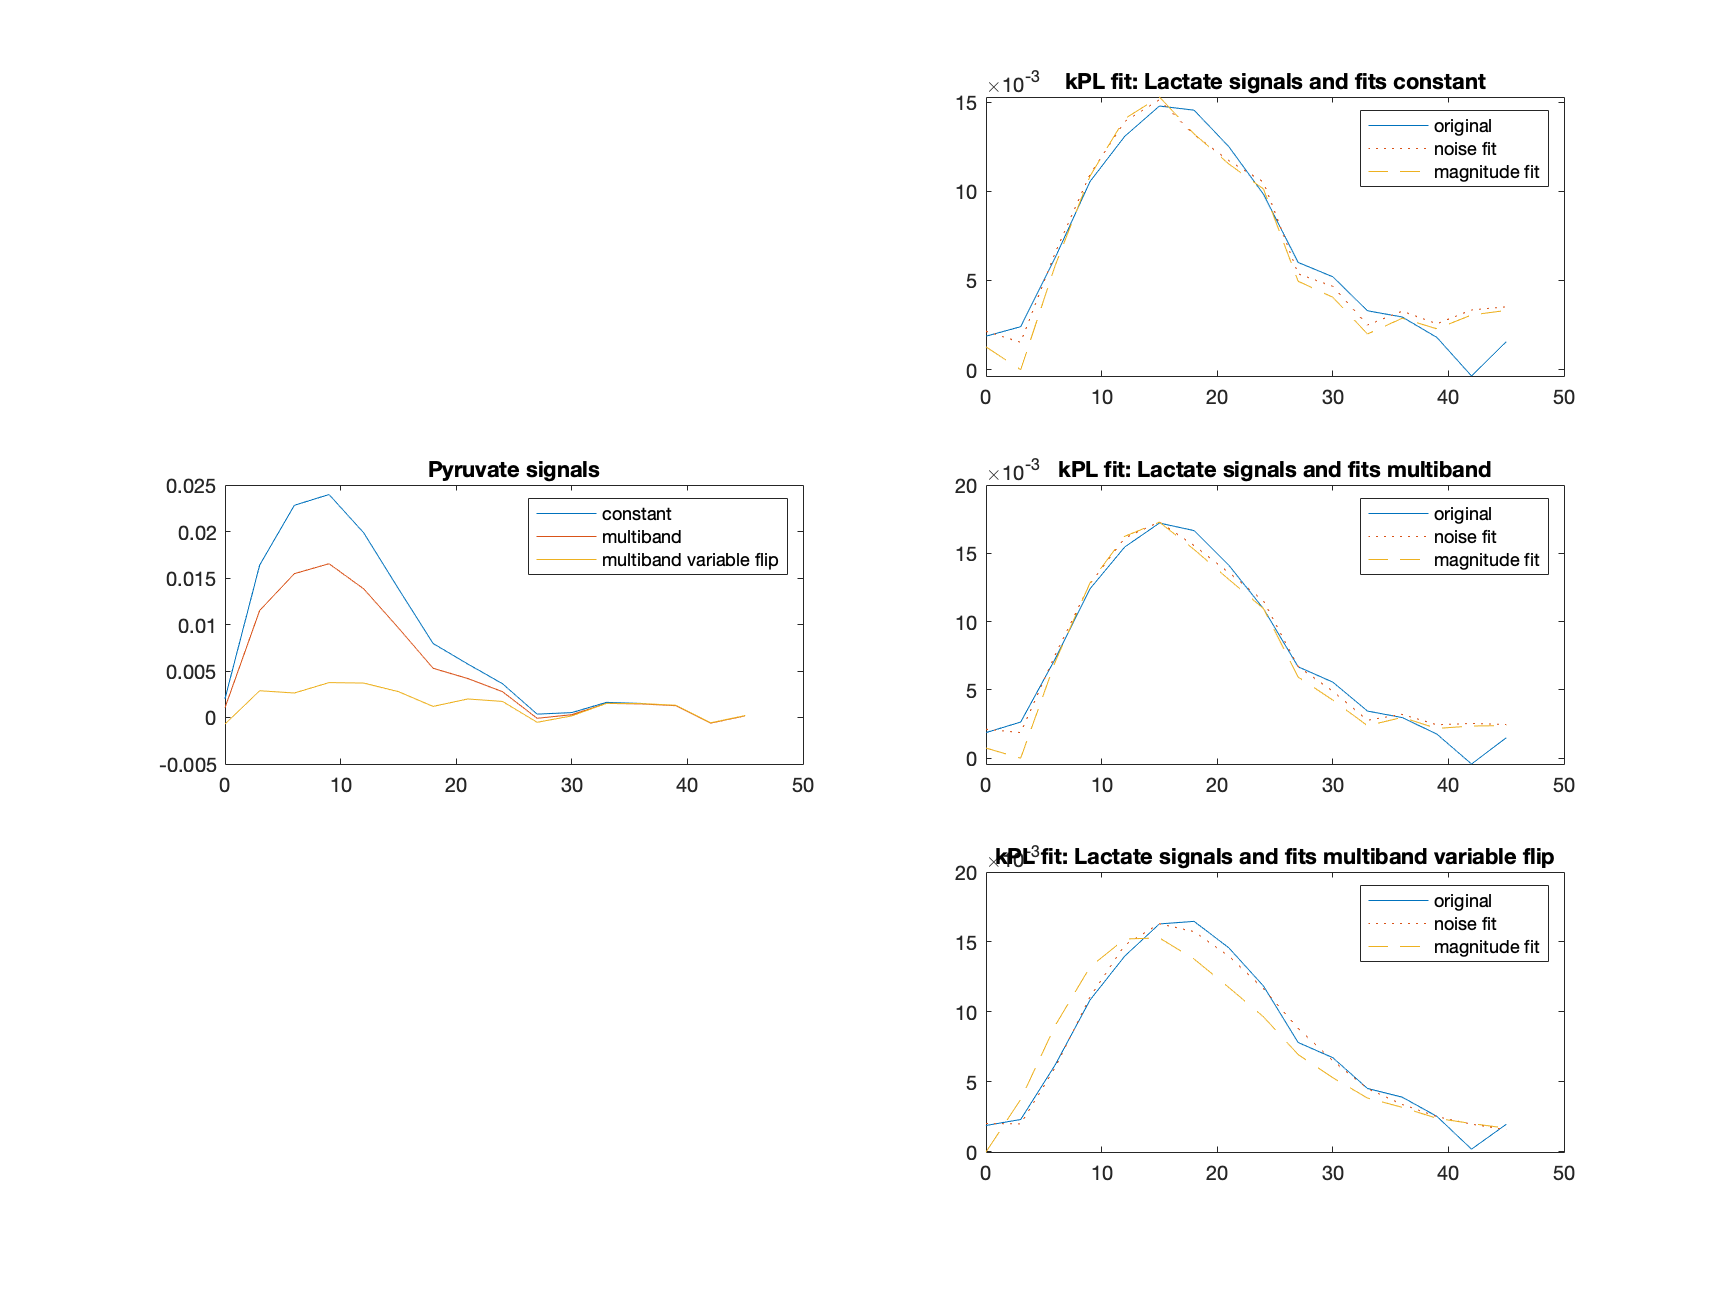 Pyruvate signals
0.025
0.02
0.015
0.01
0.005
0
-0.005
0 10 20 30 40 50
constant
multiband
multiband variable flip
×10-3
kPL fit: Lactate signals and fits constant
15
10
5
0
0 10 20 30 40 50
original
noise fit
magnitude fit
×10-3
kPL fit: Lactate signals and fits multiband
20
15
10
5
0
0 10 20 30 40 50
original
noise fit
magnitude fit
×10-3
kPL fit: Lactate signals and fits multiband variable flip
20
15
10
5
0
0 10 20 30 40 50
original
noise fit
magnitude fit